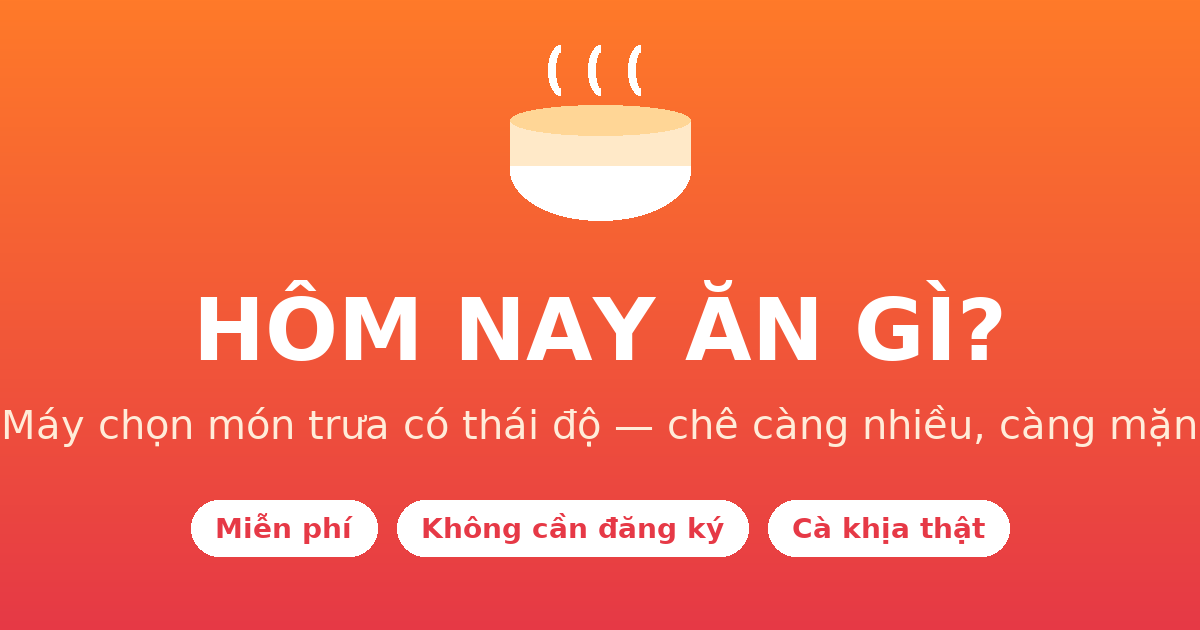 HÔM NAY ĂN GÌ?
Máy chọn món trưa có thái độ — chê càng nhiều, càng mặn
Miễn phí
Không cần đăng ký
Cà khịa thật